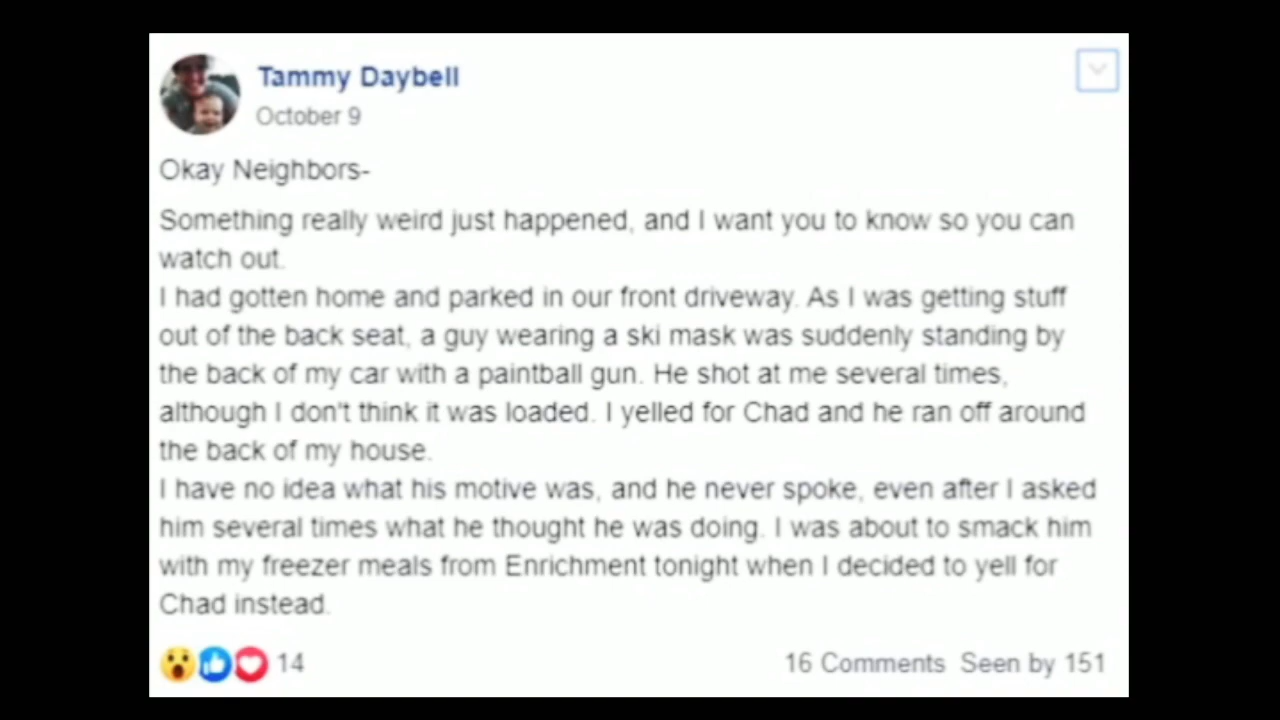 Tammy Daybell
October 9
Okay Neighbors-
Something really weird just happened, and I want you to know so you can
watch out.
I had gotten home and parked in our front driveway. As I was getting stuff
out of the back seat, a guy wearing a ski mask was suddenly standing by
the back of my car with a paintball gun. He shot at me several times,
although I don't think it was loaded. I yelled for Chad and he ran off around
the back of my house.
I have no idea what his motive was, and he never spoke, even after I asked
him several times what he thought he was doing. I was about to smack him
with my freezer meals from Enrichment tonight when I decided to yell for
Chad instead.
14 16 Comments Seen by 151